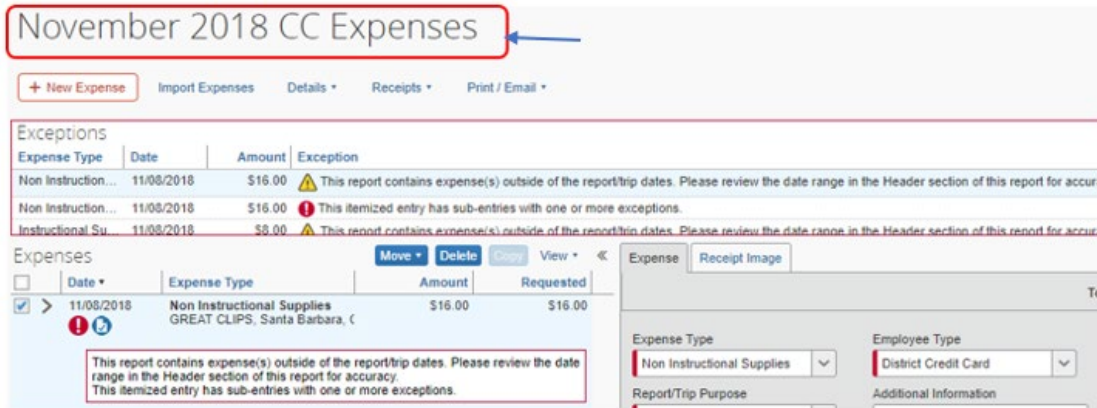 November 2018 CC Expenses
+ New Expense Import Expenses Details Receipts Print / Email
Exceptions
Expense Type Date Amount Exception
Non Instruction... 11/08/2018 $16.00 This report contains expense(s) outside of the report/trip dates. Please review the date range in the Header section of this report for accur
Non Instruction... 11/08/2018 $16.00 This itemized entry has sub-entries with one or more exceptions.
Instructional Su... 11/08/2018 $8.00 This report contains expense(s) outside of the report/trip dates. Please review the date range in the Header section of this report for accur
Expenses Move Delete Copy View Expense Receipt Image
Date Expense Type Amount Requested
11/08/2018 Non Instructional Supplies $16.00 $16.00
GREAT CLIPS, Santa Barbara, C
Expense Type Employee Type
Non Instructional Supplies District Credit Card
This report contains expense(s) outside of the report/trip dates. Please review the date
range in the Header section of this report for accuracy.
This itemized entry has sub-entries with one or more exceptions.
Report/Trip Purpose Additional Information